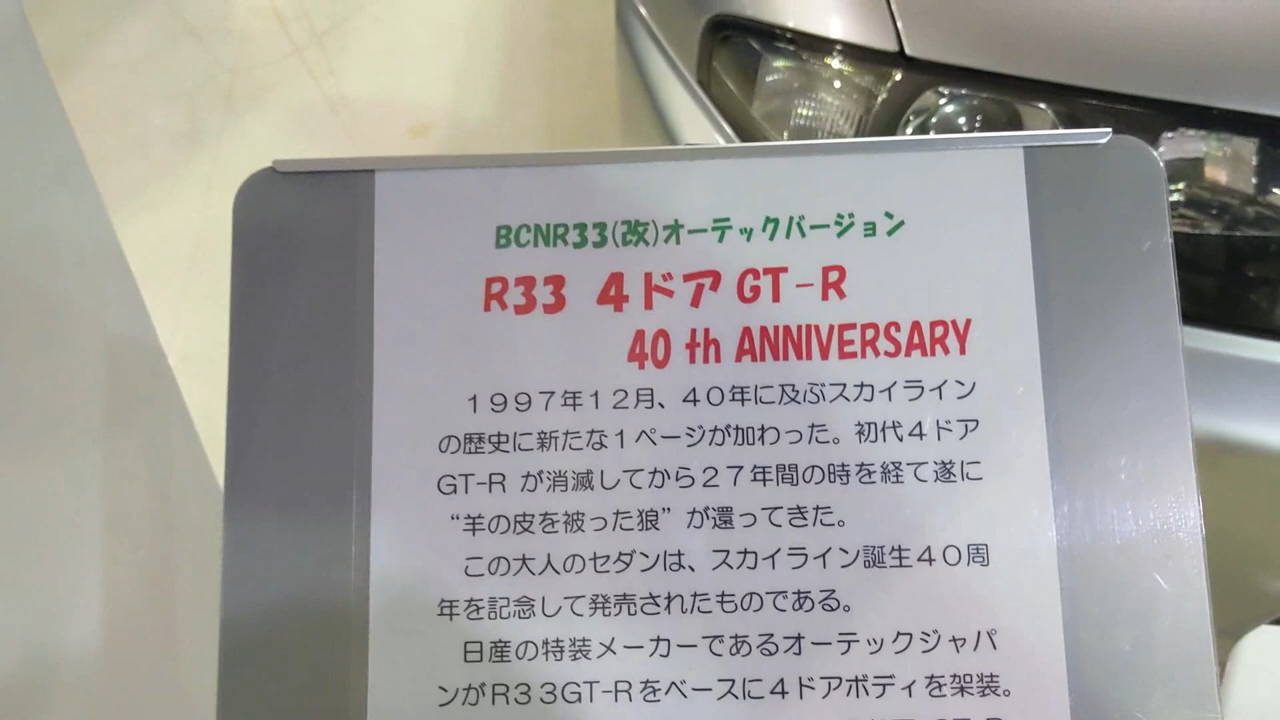 BCNR33(改)オーテックバージョン
R33 4ドア GT-R
40 th ANNIVERSARY
1997年12月、40年に及ぶスカイライン
の歴史に新たな1ページが加わった。初代4ドア
GT-R が消滅してから27年間の時を経て遂に
“羊の皮を被った狼”が還ってきた。
この大人のセダンは、スカイライン誕生40周
年を記念して発売されたものである。
日産の特装メーカーであるオーテックジャパ
ンがR33GT-Rをベースに4ドアボディを架装。